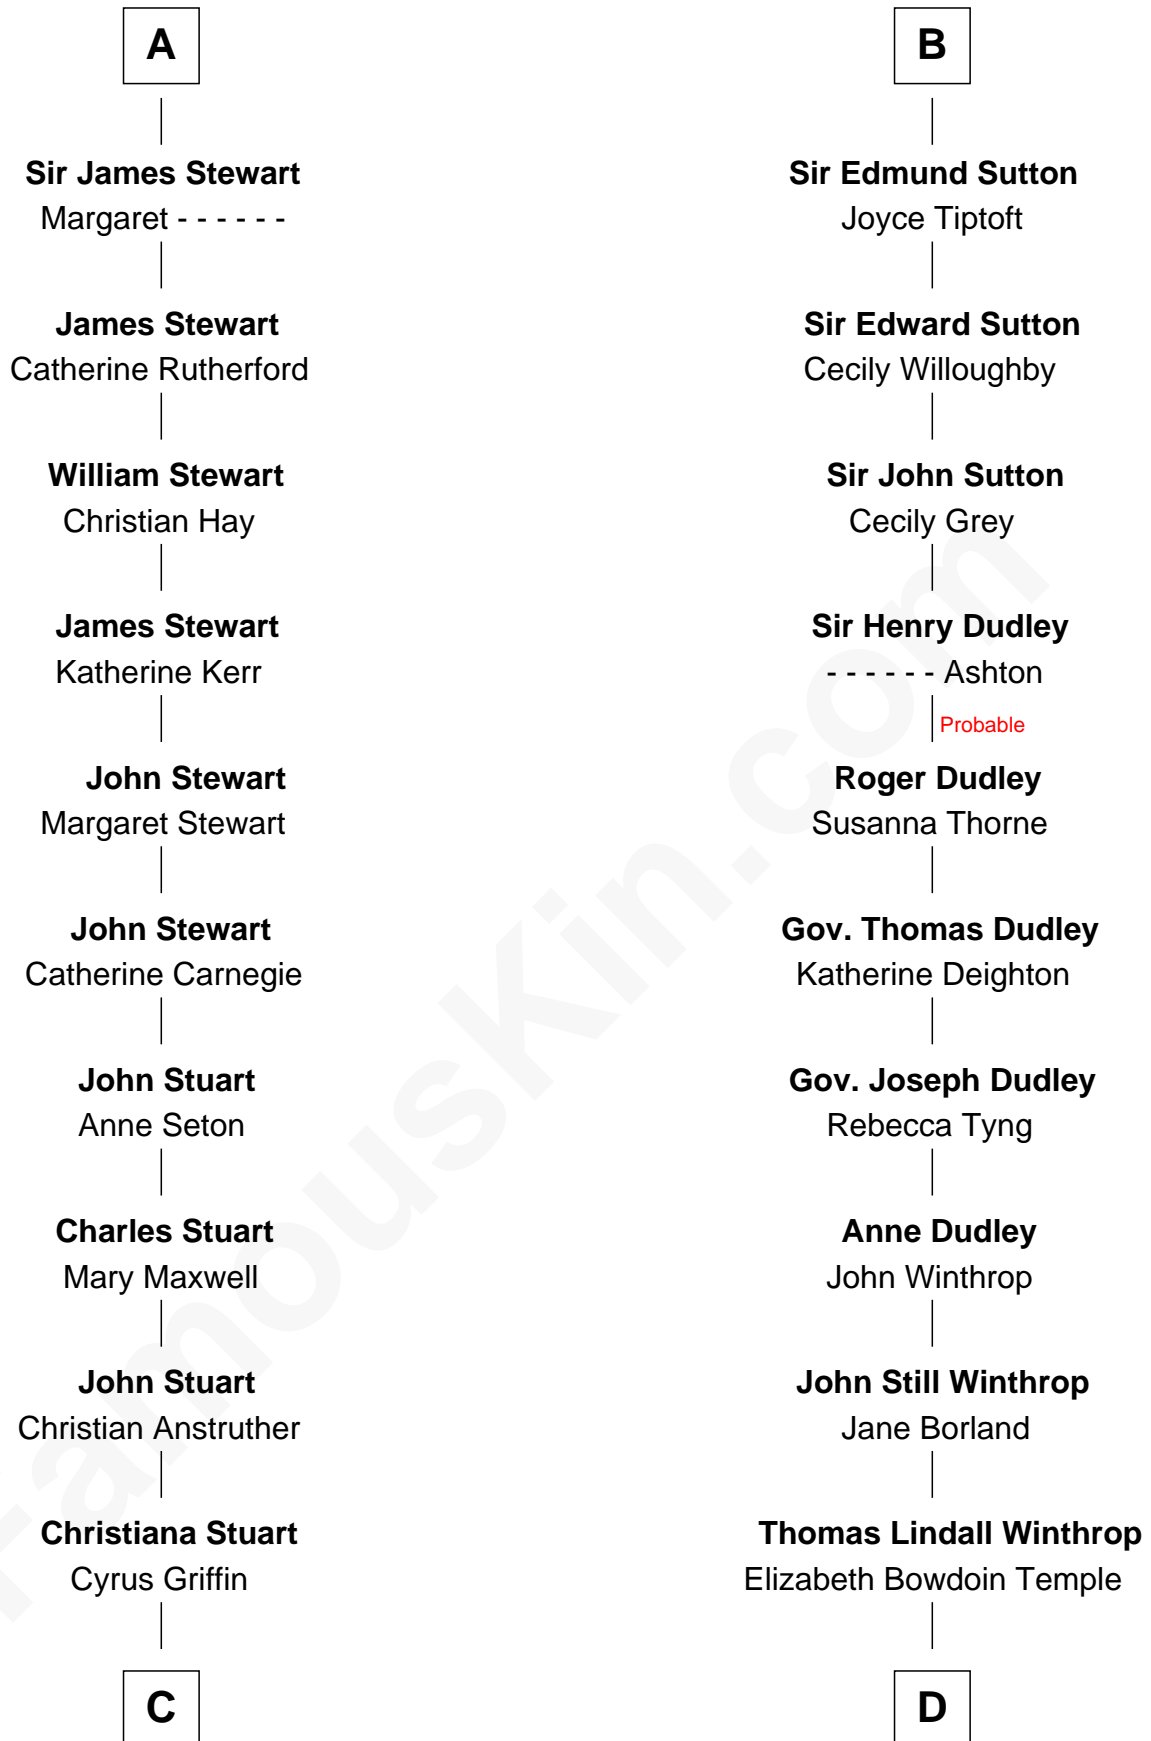 A
Sir James Stewart
Margaret - - - - - -
James Stewart
Catherine Rutherford
William Stewart
Christian Hay
James Stewart
Katherine Kerr
John Stewart
Margaret Stewart
John Stewart
Catherine Carnegie
John Stuart
Anne Seton
Charles Stuart
Mary Maxwell
John Stuart
Christian Anstruther
Christiana Stuart
Cyrus Griffin
C
B
Sir Edmund Sutton
Joyce Tiptoft
Sir Edward Sutton
Cecily Willoughby
Sir John Sutton
Cecily Grey
Sir Henry Dudley
- - - - - - Ashton
Probable
Roger Dudley
Susanna Thorne
Gov. Thomas Dudley
Katherine Deighton
Gov. Joseph Dudley
Rebecca Tyng
Anne Dudley
John Winthrop
John Still Winthrop
Jane Borland
Thomas Lindall Winthrop
Elizabeth Bowdoin Temple
D
FamousKin.com